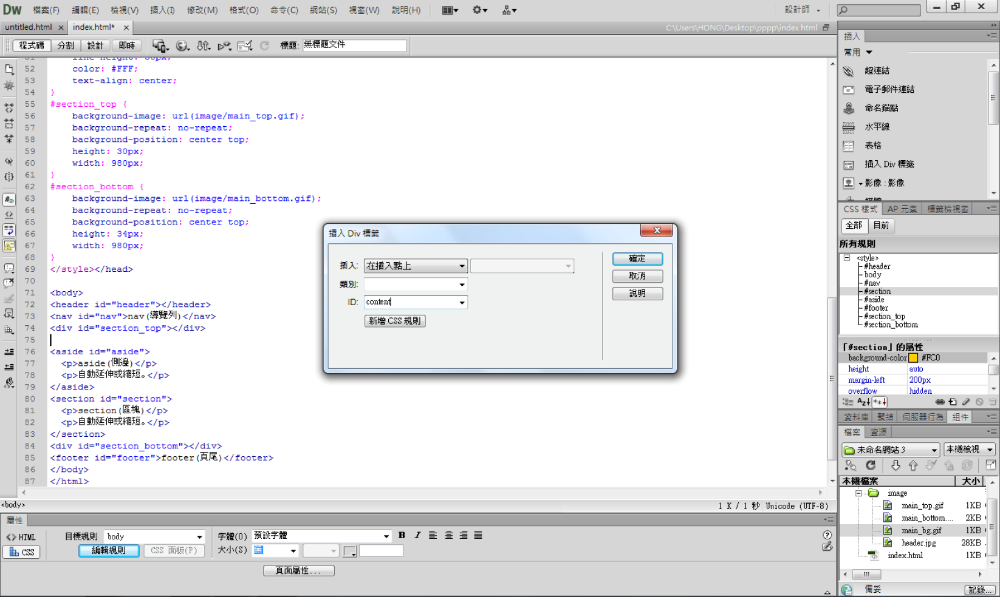 Dw 檔案(F) 編輯(E) 檢視(V) 插入(I) 修改(M) 格式(O) 命令(C) 網站(S) 視窗(W) 說明(H) 設計師
untitled.html × index.html* × C:\Users\HONG\Desktop\pppp\index.html
程式碼 分割 設計 即時 標題: 無標題文件
52 color: #FFF;
53 text-align: center;
54 }
55 #section_top {
56 background-image: url(image/main_top.gif);
57 background-repeat: no-repeat;
58 background-position: center top;
59 height: 30px;
60 width: 980px;
61 }
62 #section_bottom {
63 background-image: url(image/main_bottom.gif);
64 background-repeat: no-repeat;
65 background-position: center top;
66 height: 34px;
67 width: 980px;
68 }
69 </style></head>
70
71 <body>
72 <header id="header"></header>
73 <nav id="nav">nav(導覽列)</nav>
74 <div id="section_top"></div>
75
76 <aside id="aside">
77 <p>aside(側邊)</p>
78 <p>自動延伸或縮短。</p>
79 </aside>
80 <section id="section">
81 <p>section(區塊)</p>
82 <p>自動延伸或縮短。</p>
83 </section>
84 <div id="section_bottom"></div>
85 <footer id="footer">footer(頁尾)</footer>
86 </body>
87 </html>
<body> 1 K / 1 秒 Unicode (UTF-8)
插入 Div 標籤
插入: 在插入點上
類別:
ID: content
新增 CSS 規則
確定
取消
說明
屬性
<> HTML
CSS
目標規則 body
編輯規則 CSS 面板(P)
字體(O) 預設字體 B I
大小(S)
頁面屬性...
插入
常用
超連結
電子郵件連結
命名錨點
水平線
表格
插入 Div 標籤
影像 : 影像
CSS 樣式 AP 元素 標籤檢視窗
全部 目前
所有規則
<style>
#header
body
#nav
#section
#aside
#footer
#section_top
#section_bottom
「#section」的屬性
background-color #FC0
height auto
margin-left 200px
overflow hidden
資料庫 繫結 伺服器行為 組件
檔案 資源
未命名網站 3 本機檢視
本機檔案 大小
image
main_top.gif 1KB
main_bottom.... 2KB
main_bg.gif 1KB
header.jpg 28KB
index.html 1KB
備妥 記錄...